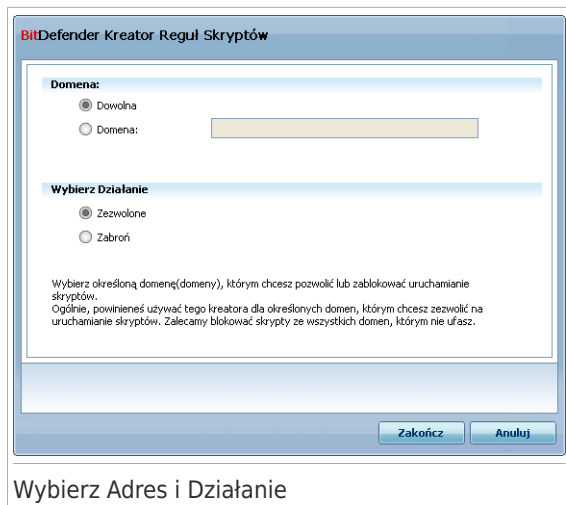 BitDefender Kreator Reguł Skryptów
Domena:
Dowolna
Domena:
Wybierz Działanie
Zezwolone
Zabroń
Wybierz określoną domenę(domeny), którym chcesz pozwolić lub zablokować uruchamianie
skryptów.
Ogólnie, powinieneś używać tego kreatora dla określonych domen, którym chcesz zezwolić na
uruchamianie skryptów. Zalecamy blokować skrypty ze wszystkich domen, którym nie ufasz.
Zakończ Anuluj
Wybierz Adres i Działanie